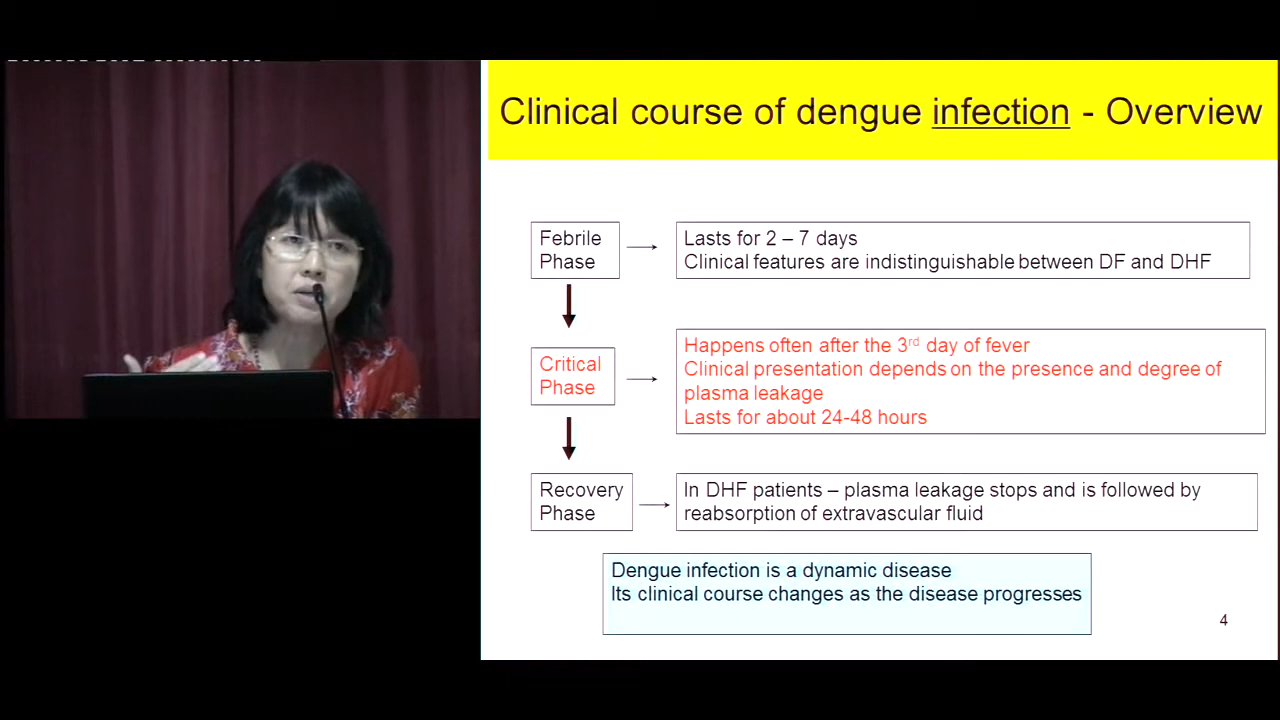 Clinical course of dengue infection - Overview
Febrile
Phase
Lasts for 2 – 7 days
Clinical features are indistinguishable between DF and DHF
Critical
Phase
Happens often after the 3rd day of fever
Clinical presentation depends on the presence and degree of
plasma leakage
Lasts for about 24-48 hours
Recovery
Phase
In DHF patients – plasma leakage stops and is followed by
reabsorption of extravascular fluid
Dengue infection is a dynamic disease
Its clinical course changes as the disease progresses
4